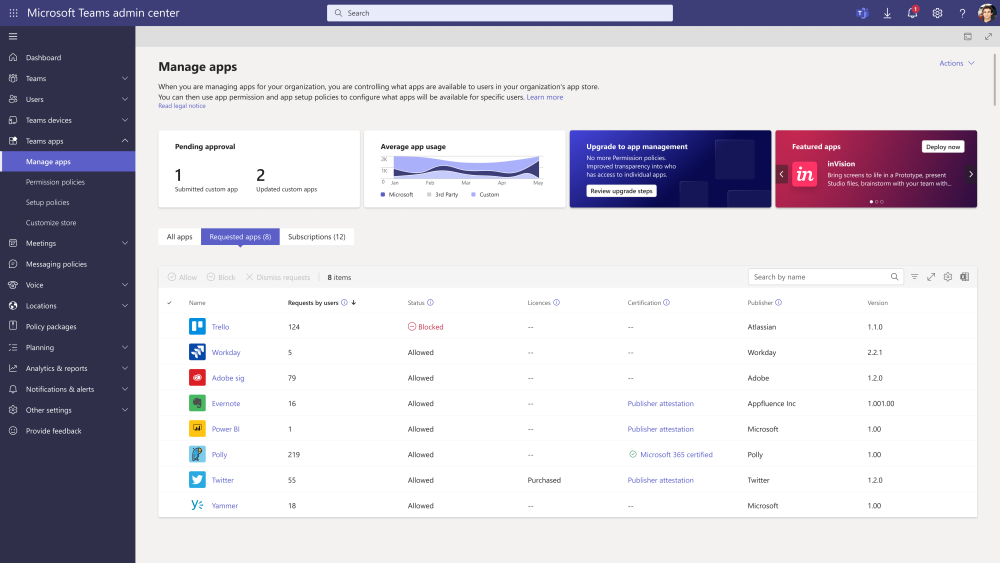 Microsoft Teams admin center
Search
1
Dashboard
Teams
Users
Teams devices
Teams apps
Manage apps
Permission policies
Setup policies
Customize store
Meetings
Messaging policies
Voice
Locations
Policy packages
Planning
Analytics & reports
Notifications & alerts
Other settings
Provide feedback
Manage apps
Actions
When you are managing apps for your organization, you are controlling what apps are available to users in your organization's app store.
You can then use app permission and app setup policies to configure what apps will be available for specific users. Learn more
Read legal notice
Pending approval
1
Submitted custom app
2
Updated custom apps
Average app usage
2K
1K
0
Jan Feb Mar Apr May
Microsoft 3rd Party Custom
Upgrade to app management
No more Permission policies.
Improved transparency into who
has access to individual apps.
Review upgrade steps
Featured apps
Deploy now
in
inVision
Bring screens to life in a Prototype, present
Studio files, brainstorm with your team with...
All apps Requested apps (8) Subscriptions (12)
Allow Block Dismiss requests 8 items
Search by name
Name Requests by users Status Licences Certification Publisher Version
Trello 124 Blocked -- -- Atlassian 1.1.0
Workday 5 Allowed -- -- Workday 2.2.1
Adobe sig 79 Allowed -- -- Adobe 1.2.0
Evernote 16 Allowed -- Publisher attestation Appfluence Inc 1.001.00
Power BI 1 Allowed -- Publisher attestation Microsoft 1.00
Polly 219 Allowed -- Microsoft 365 certified Polly 1.00
Twitter 55 Allowed Purchased Publisher attestation Twitter 1.2.0
Yammer 18 Allowed -- -- Microsoft 1.00